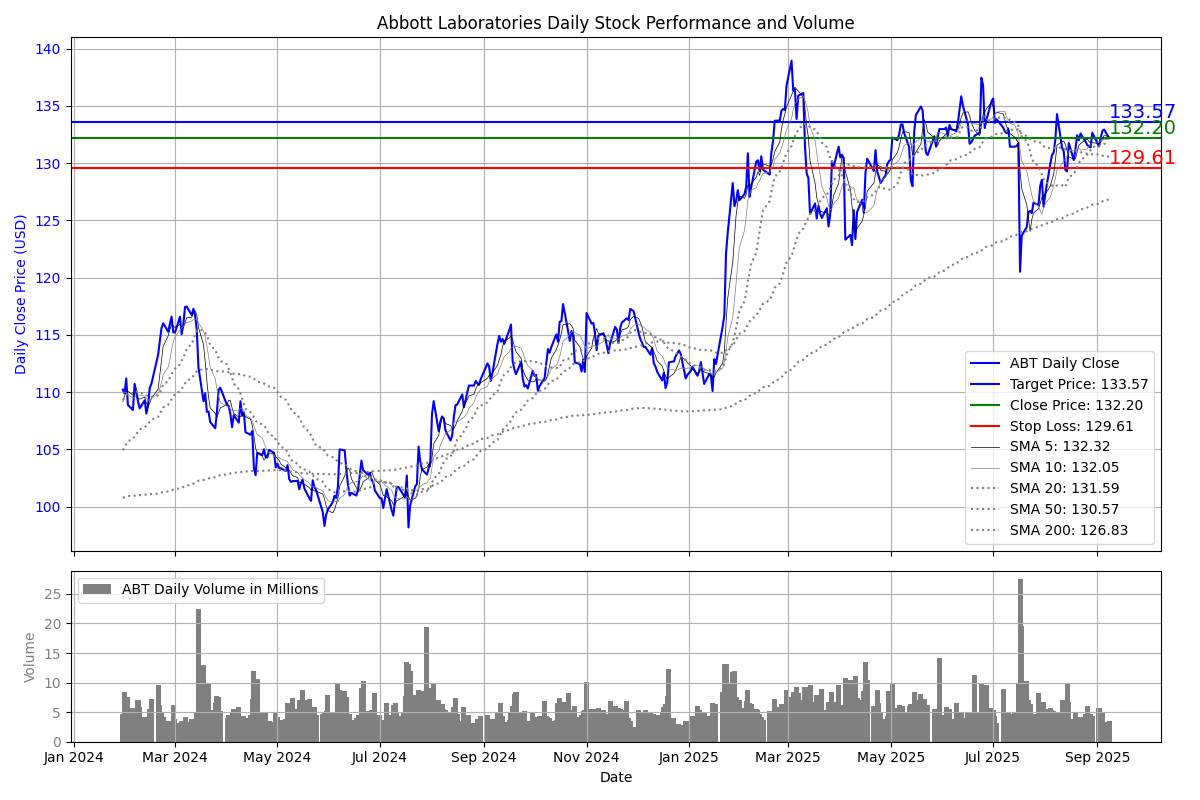 Abbott Laboratories Daily Stock Performance and Volume
Daily Close Price (USD)
140
135
130
125
120
115
110
105
100
133.57
132.20
129.61
ABT Daily Close
Target Price: 133.57
Close Price: 132.20
Stop Loss: 129.61
SMA 5: 132.32
SMA 10: 132.05
SMA 20: 131.59
SMA 50: 130.57
SMA 200: 126.83
Volume
25
20
15
10
5
0
ABT Daily Volume in Millions
Jan 2024 Mar 2024 May 2024 Jul 2024 Sep 2024 Nov 2024 Jan 2025 Mar 2025 May 2025 Jul 2025 Sep 2025
Date